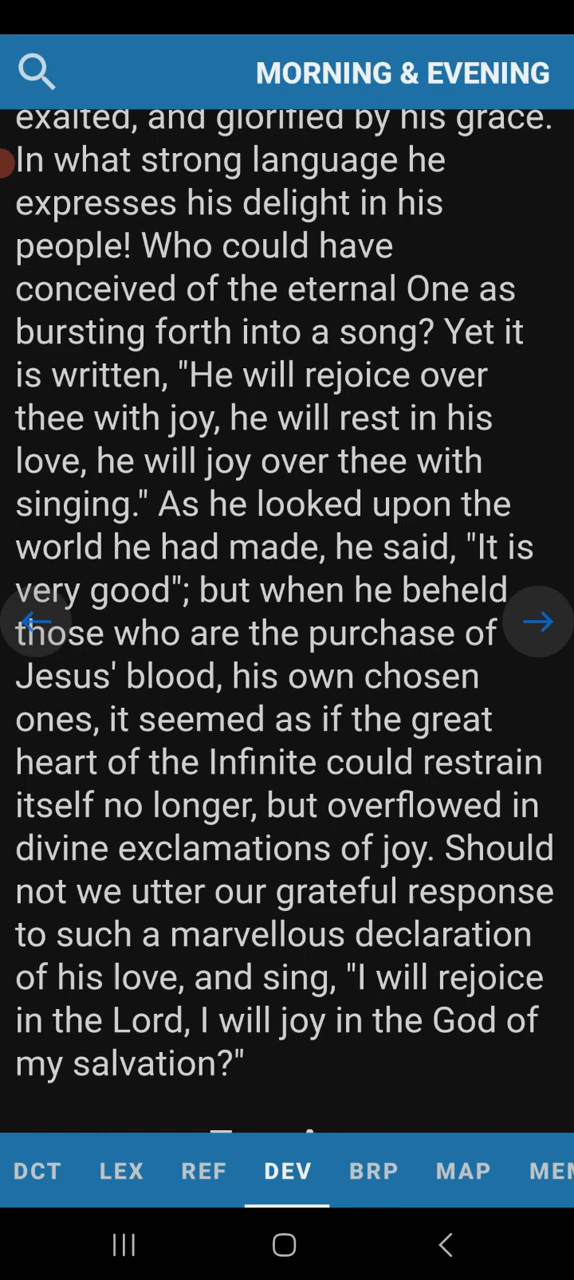 MORNING & EVENING
exalted, and glorified by his grace.
In what strong language he
expresses his delight in his
people! Who could have
conceived of the eternal One as
bursting forth into a song? Yet it
is written, "He will rejoice over
thee with joy, he will rest in his
love, he will joy over thee with
singing." As he looked upon the
world he had made, he said, "It is
very good"; but when he beheld
those who are the purchase of
Jesus' blood, his own chosen
ones, it seemed as if the great
heart of the Infinite could restrain
itself no longer, but overflowed in
divine exclamations of joy. Should
not we utter our grateful response
to such a marvellous declaration
of his love, and sing, "I will rejoice
in the Lord, I will joy in the God of
my salvation?"
DCT LEX REF DEV BRP MAP